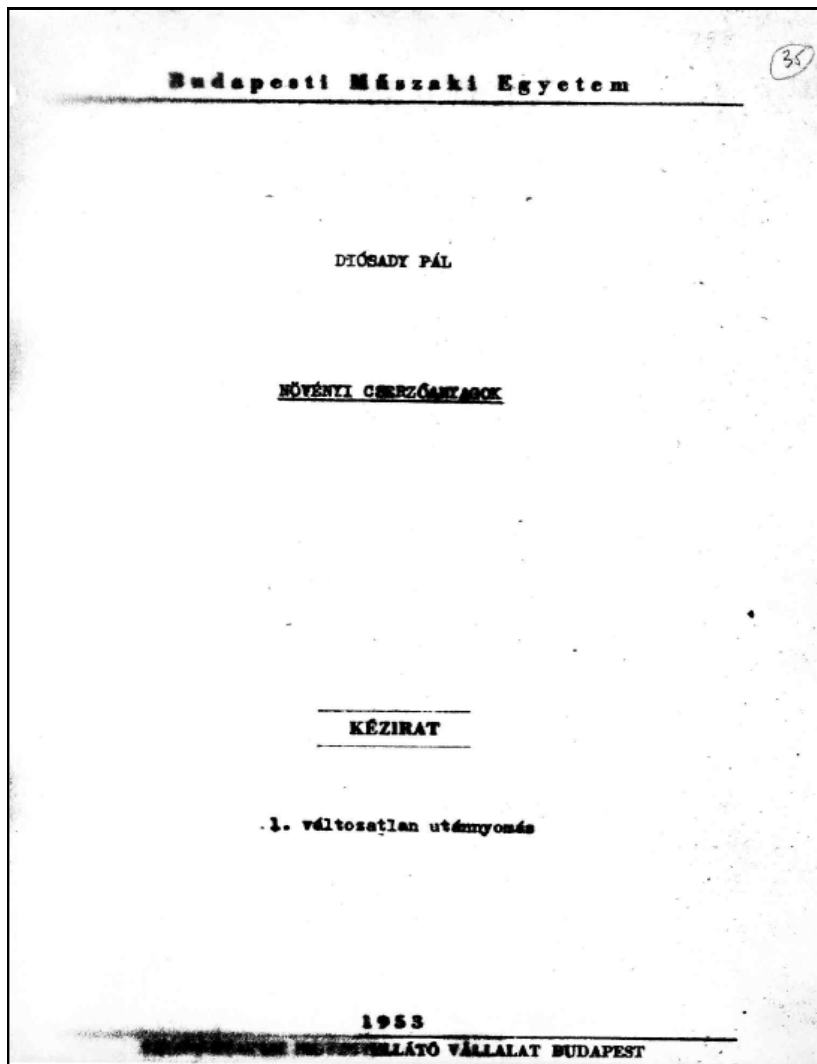 35
Budapesti Műszaki Egyetem
DIÓSADY PÁL
NÖVÉNYI CSERZŐANYAGOK
KÉZIRAT
1. változatlan utánnyomás
1953
VÁLLALAT BUDAPEST